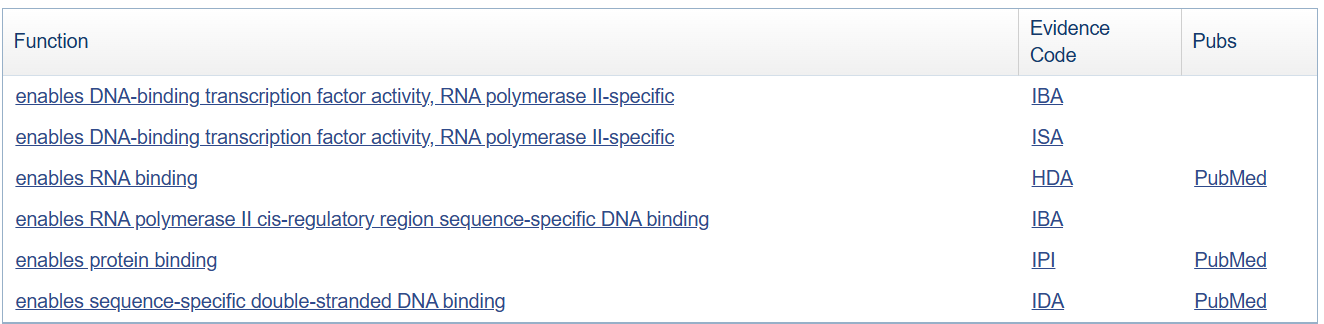 Function Evidence Code Pubs
enables DNA-binding transcription factor activity, RNA polymerase II-specific IBA
enables DNA-binding transcription factor activity, RNA polymerase II-specific ISA
enables RNA binding HDA PubMed
enables RNA polymerase II cis-regulatory region sequence-specific DNA binding IBA
enables protein binding IPI PubMed
enables sequence-specific double-stranded DNA binding IDA PubMed